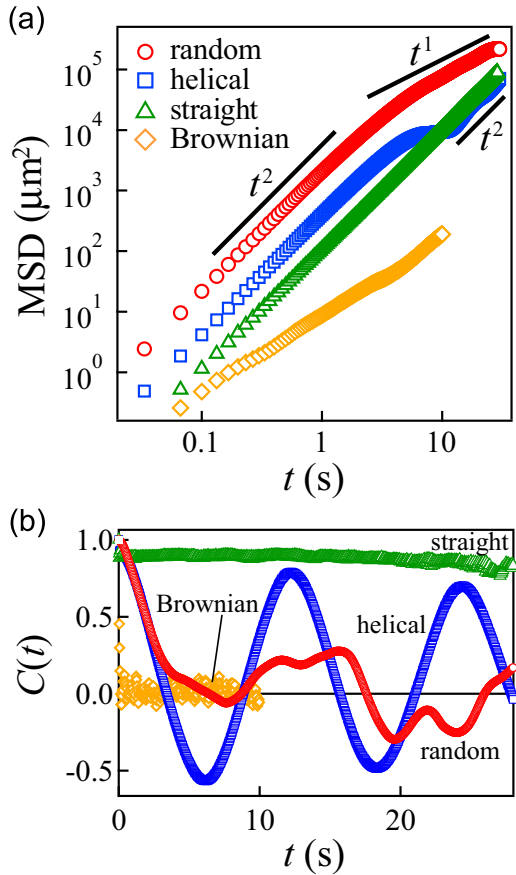 (a)
random
helical
straight
Brownian
t¹
t²
t²
MSD (μm²)
10⁵
10⁴
10³
10²
10¹
10⁰
0.1
1
10
t (s)
(b)
straight
Brownian
helical
random
C(t)
1.0
0.5
0.0
-0.5
0
10
20
t (s)